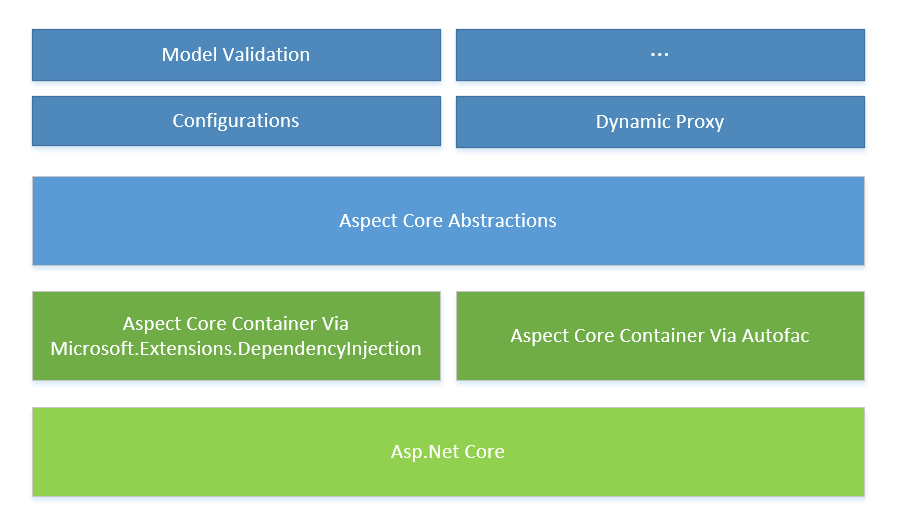 Model Validation
...
Configurations
Dynamic Proxy
Aspect Core Abstractions
Aspect Core Container Via
Microsoft.Extensions.DependencyInjection
Aspect Core Container Via Autofac
Asp.Net Core